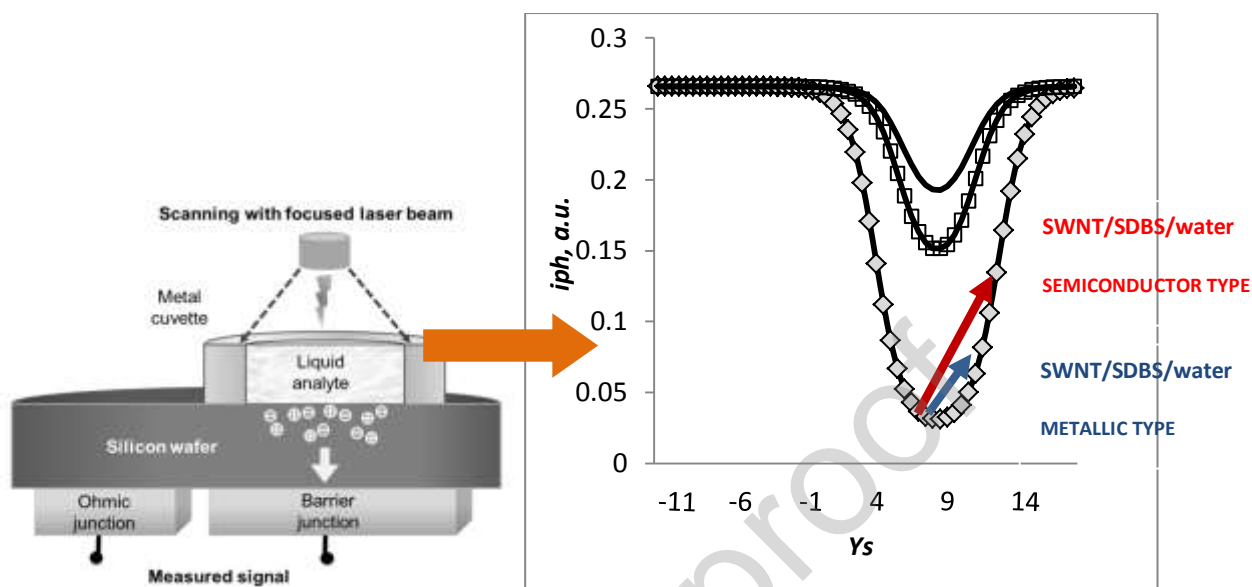 Scanning with focused laser beam
Metal
cuvette
Liquid
analyte
Silicon wafer
Ohmic
junction
Barrier
junction
Measured signal
0.3
0.25
0.2
0.15
0.1
0.05
0
iph, a.u.
-11 -6 -1 4 9 14
Ys
SWNT/SDBS/water
SEMICONDUCTOR TYPE
SWNT/SDBS/water
METALLIC TYPE
proof